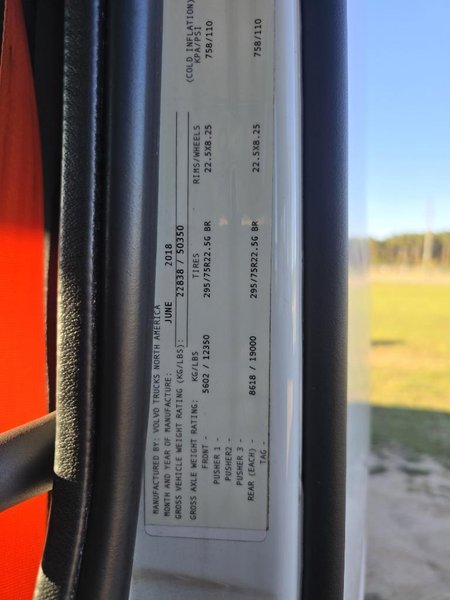 MANUFACTURED BY: VOLVO TRUCKS NORTH AMERICA
MONTH AND YEAR OF MANUFACTURE: JUNE 2018
GROSS VEHICLE WEIGHT RATING (KG/LBS): 22838 / 50350
GROSS AXLE WEIGHT RATING: KG/LBS TIRES RIMS/WHEELS (COLD INFLATION) KPA/PSI
FRONT - 5602 / 12350 295/75R22.5G BR 22.5X8.25 758/110
PUSHER 1 -
PUSHER2 -
PUSHER 3 -
REAR (EACH) - 8618 / 19000 295/75R22.5G BR 22.5X8.25 758/110
TAG -